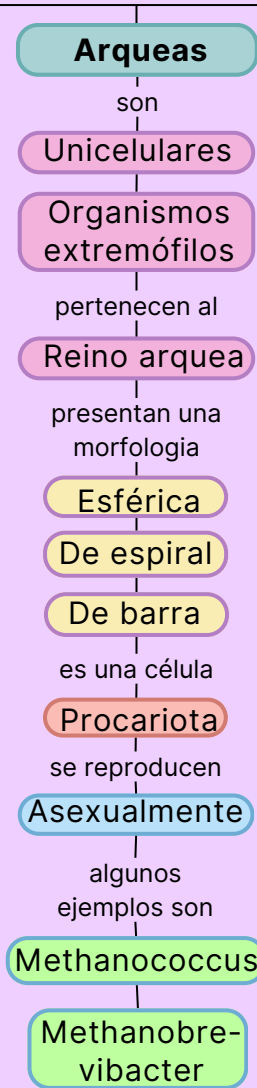 Arqueas
son
Unicelulares
Organismos
extremófilos
pertenecen al
Reino arquea
presentan una
morfologia
Esférica
De espiral
De barra
es una célula
Procariota
se reproducen
Asexualmente
algunos
ejemplos son
Methanococcus
Methanobre-
vibacter